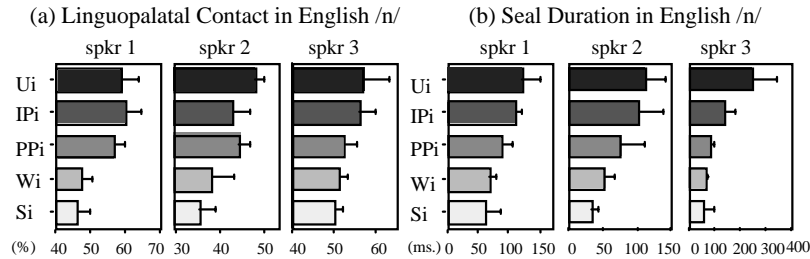 (a) Linguopalatal Contact in English /n/ (b) Seal Duration in English /n/
spkr 1 spkr 2 spkr 3 spkr 1 spkr 2 spkr 3
Ui Ui
IPi IPi
PPi PPi
Wi Wi
Si Si
(%) 40 50 60 70 30 40 50 40 60 (ms.) 0 50 100 150 0 50 100 150 0 100 200 300 400